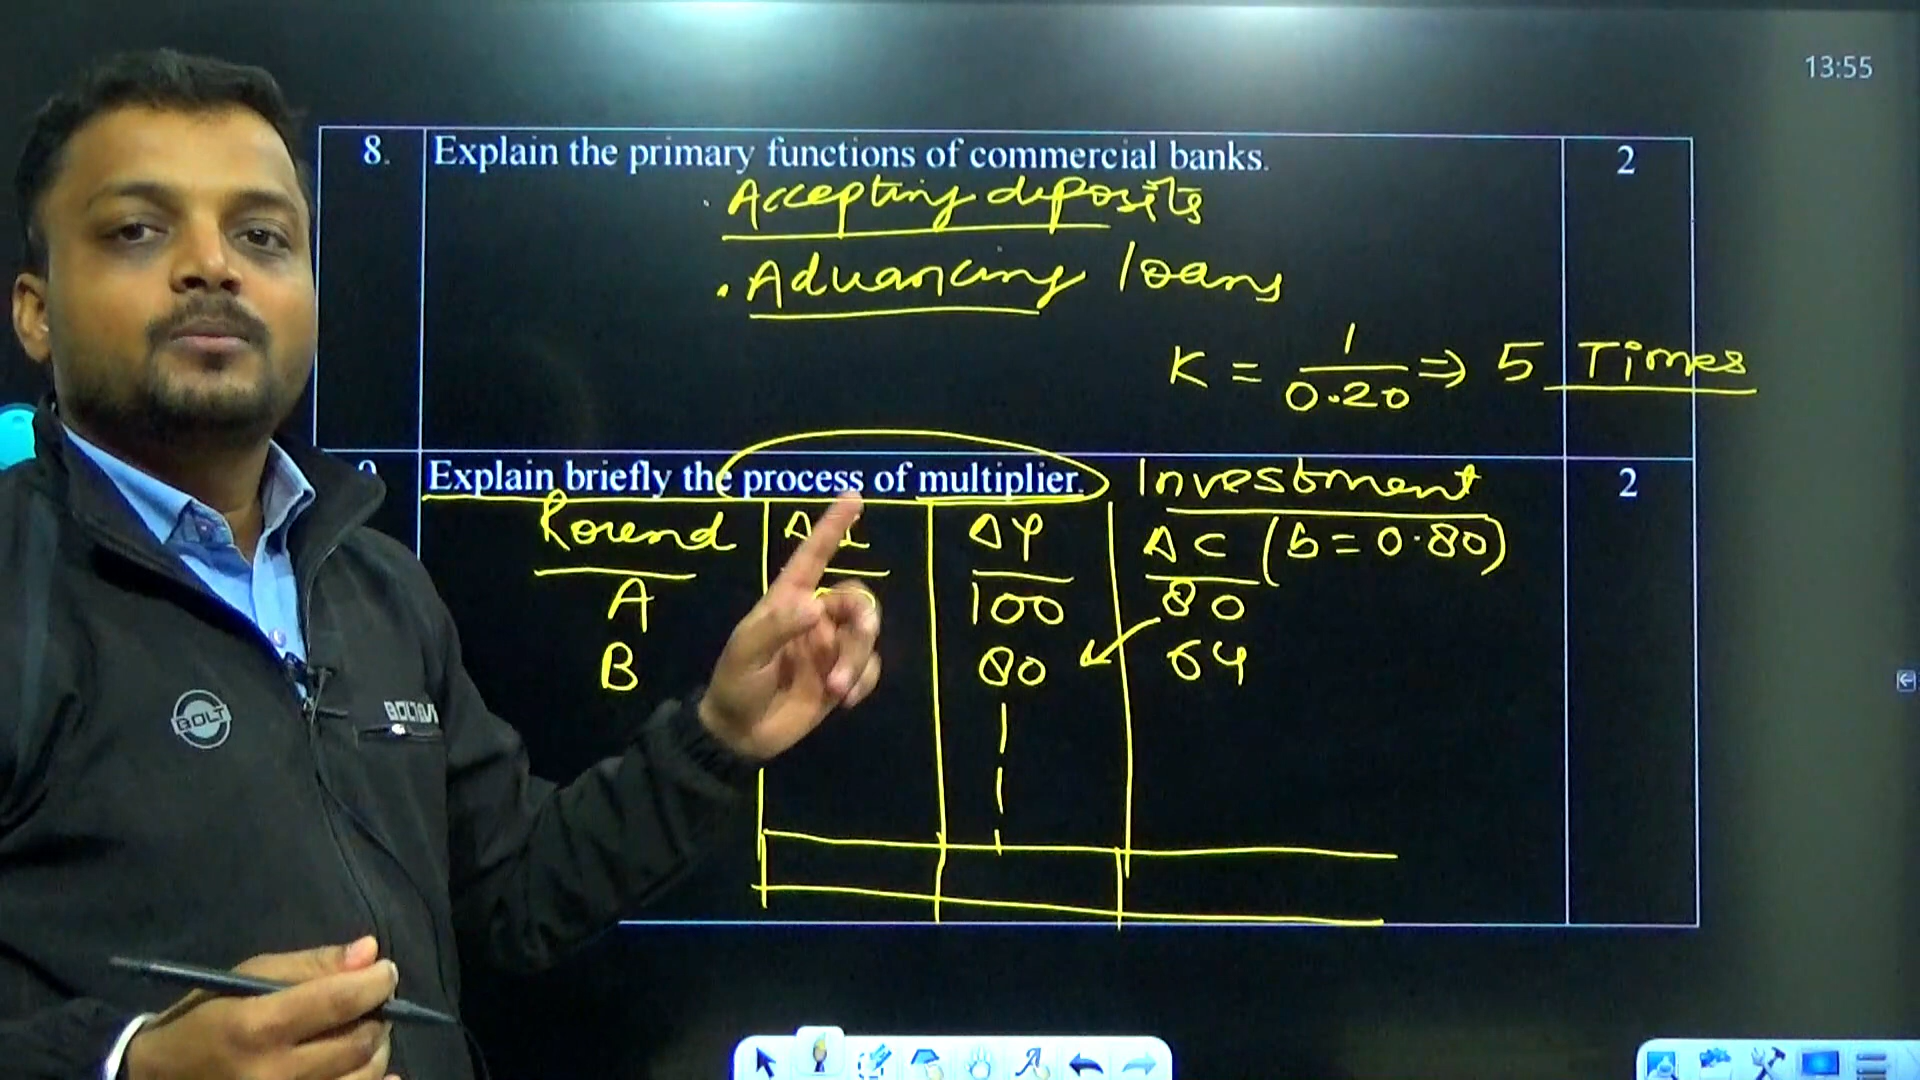 13:55
8. Explain the primary functions of commercial banks. 2
. Accepting deposits
. Advancing loans
K = 1/0.20 ⇒ 5 Times
Explain briefly the process of multiplier. Investment 2
Round ΔI ΔY ΔC (b = 0.80)
A 100 80
B 80 64
BOLT